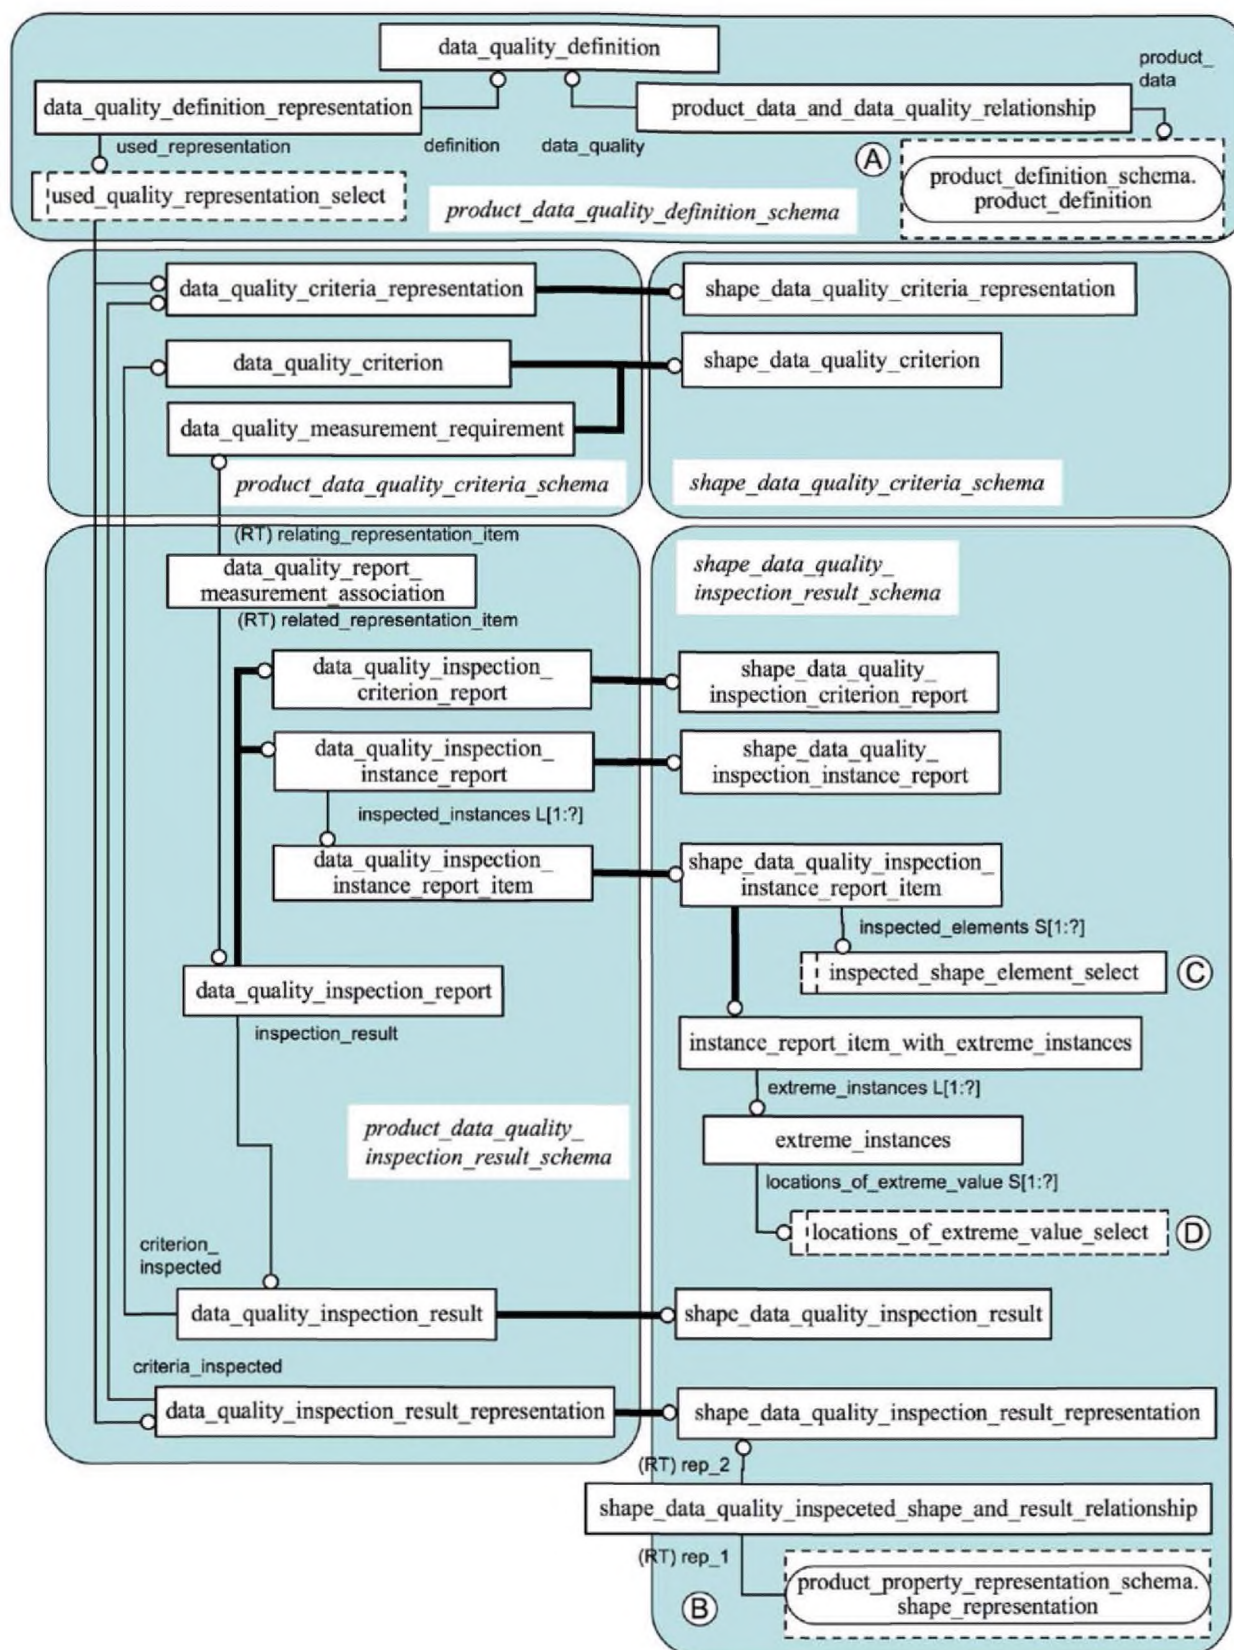 data_quality_definition
product_
data
data_quality_definition_representation
product_data_and_data_quality_relationship
used_representation
definition
data_quality
A
used_quality_representation_select
product_data_quality_definition_schema
product_definition_schema.
product_definition
data_quality_criteria_representation
shape_data_quality_criteria_representation
data_quality_criterion
shape_data_quality_criterion
data_quality_measurement_requirement
product_data_quality_criteria_schema
shape_data_quality_criteria_schema
(RT) relating_representation_item
data_quality_report_
measurement_association
(RT) related_representation_item
shape_data_quality_
inspection_result_schema
data_quality_inspection_
criterion_report
shape_data_quality_
inspection_criterion_report
data_quality_inspection_
instance_report
shape_data_quality_
inspection_instance_report
inspected_instances L[1:?]
data_quality_inspection_
instance_report_item
shape_data_quality_inspection_
instance_report_item
inspected_elements S[1:?]
inspected_shape_element_select
C
data_quality_inspection_report
inspection_result
instance_report_item_with_extreme_instances
extreme_instances L[1:?]
product_data_quality_
inspection_result_schema
extreme_instances
locations_of_extreme_value S[1:?]
locations_of_extreme_value_select
D
criterion_
inspected
data_quality_inspection_result
shape_data_quality_inspection_result
criteria_inspected
data_quality_inspection_result_representation
shape_data_quality_inspection_result_representation
(RT) rep_2
shape_data_quality_inspeceted_shape_and_result_relationship
(RT) rep_1
B
product_property_representation_schema.
shape_representation